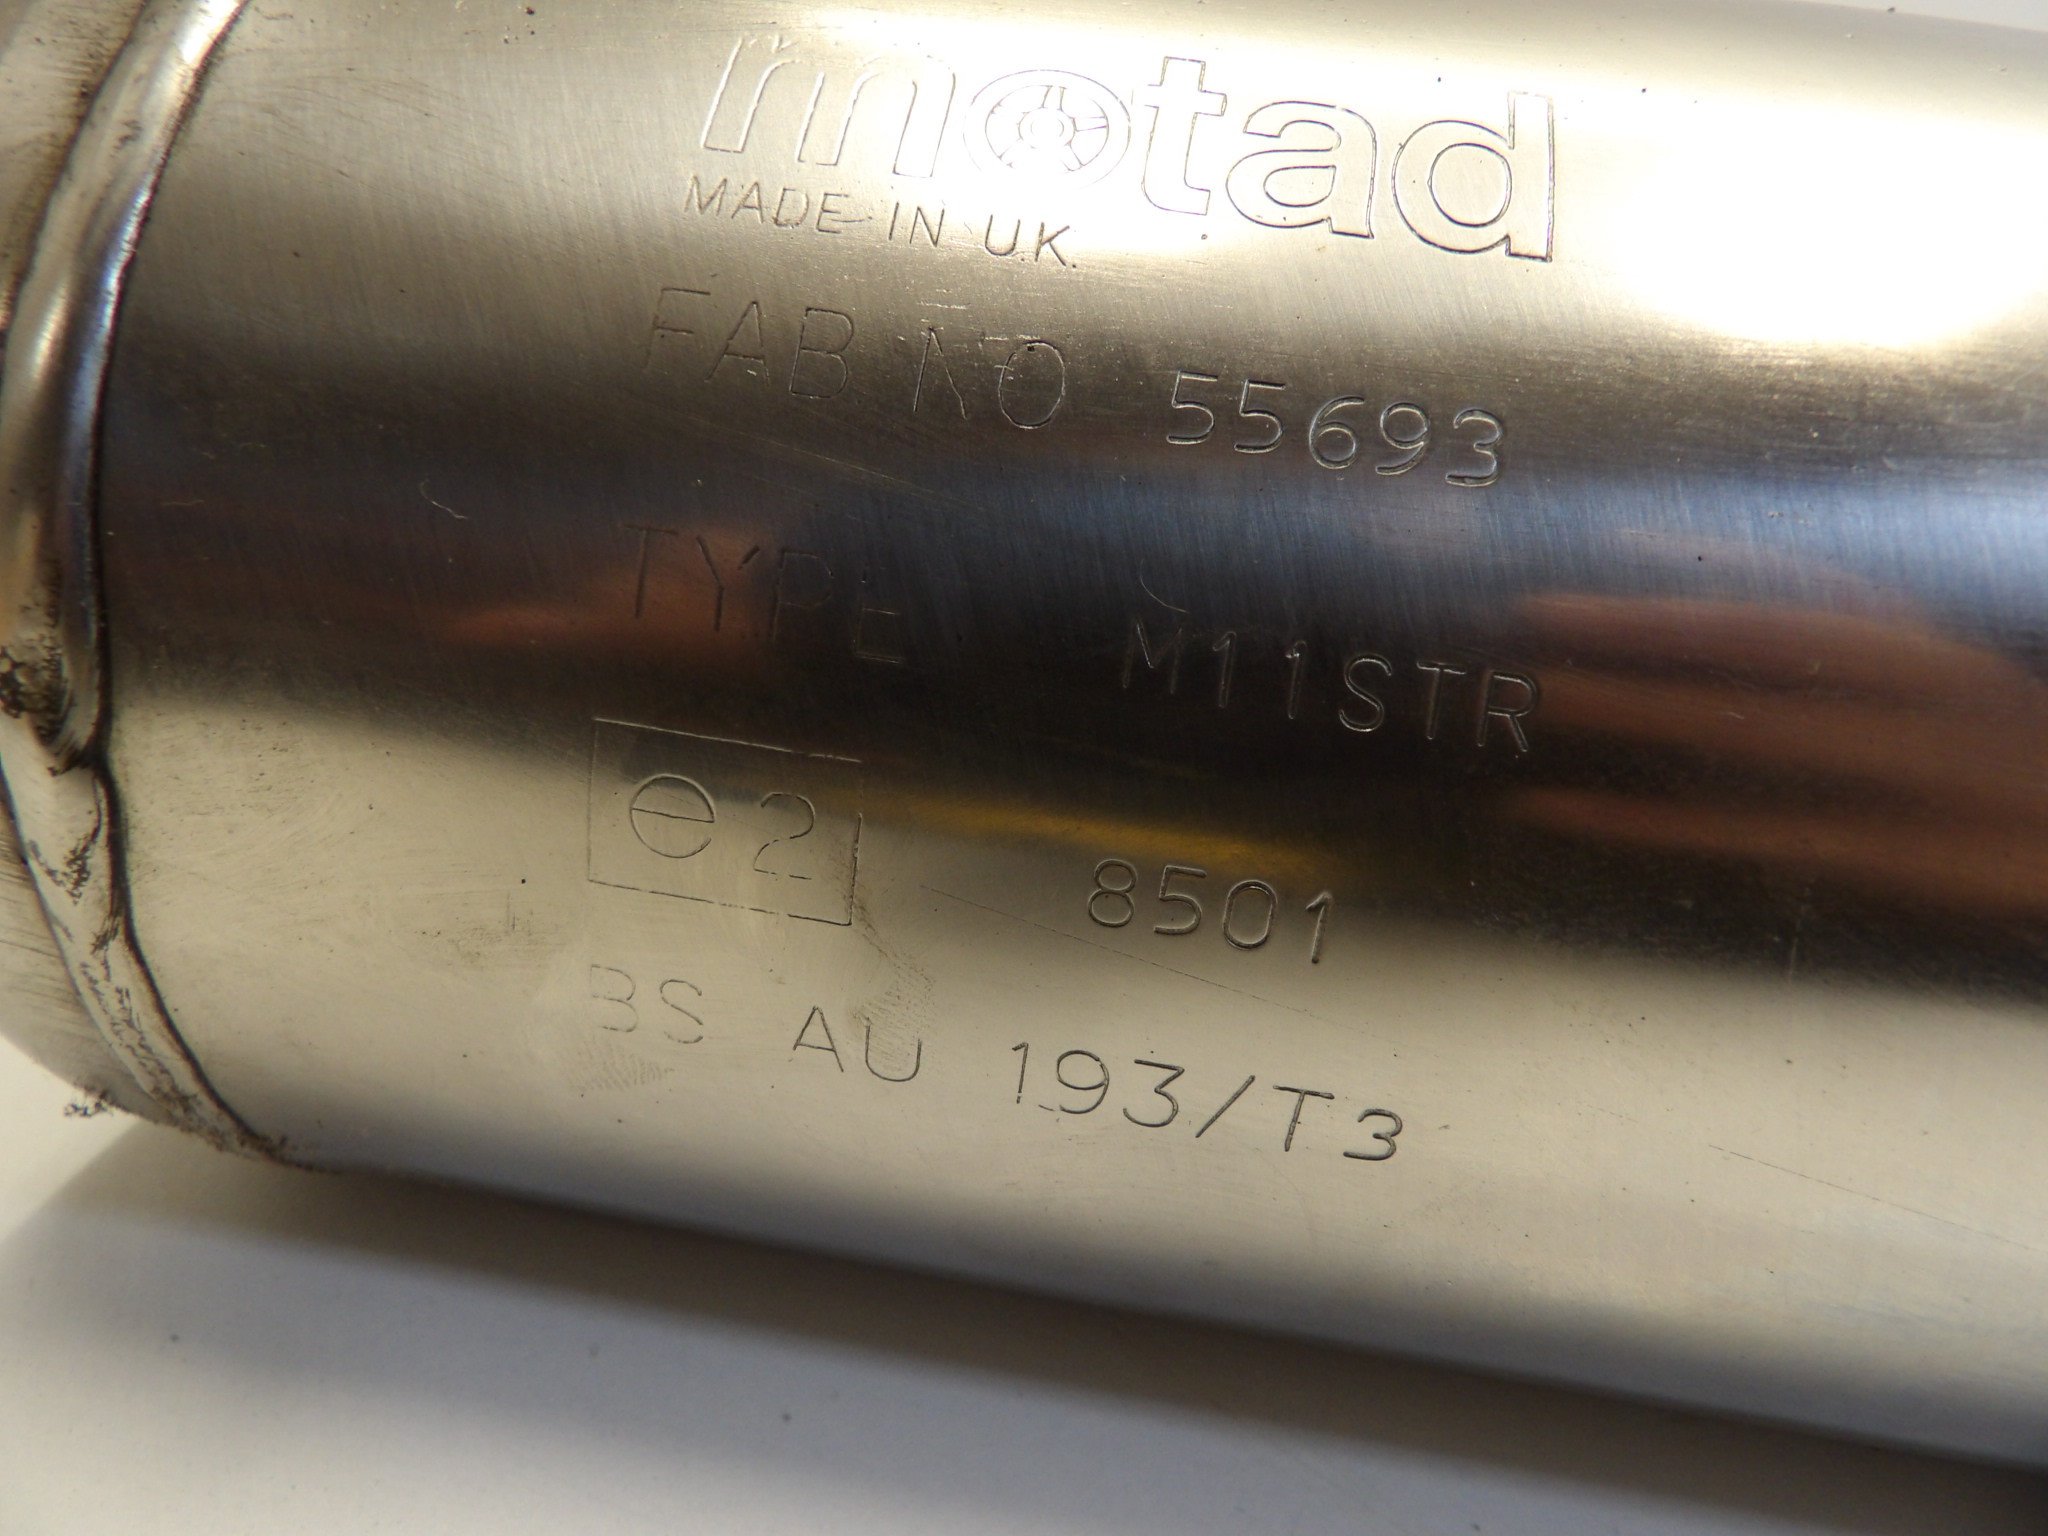 motad
MADE IN U.K.
FAB NO 55693
TYPE M11STR
e2 8501
BS AU 193/T3